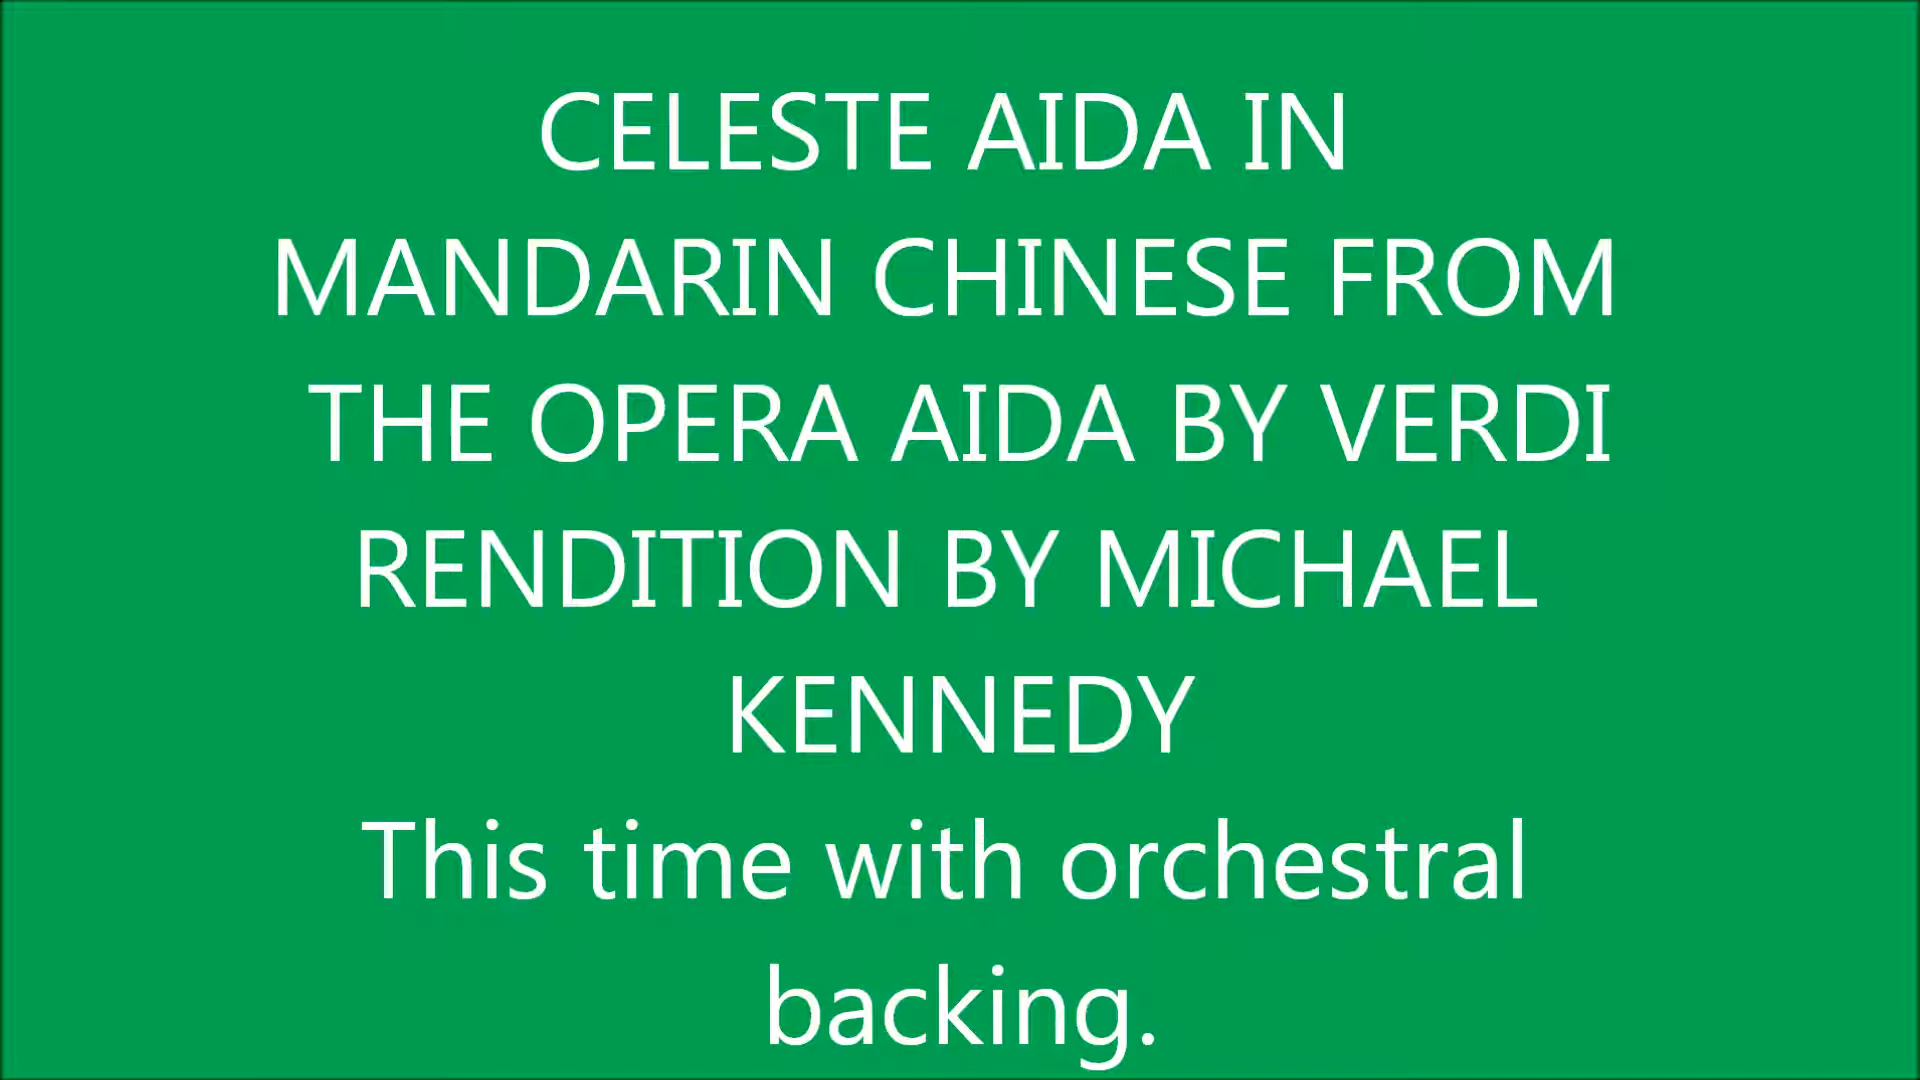 CELESTE AIDA IN
MANDARIN CHINESE FROM
THE OPERA AIDA BY VERDI
RENDITION BY MICHAEL
KENNEDY
This time with orchestral
backing.